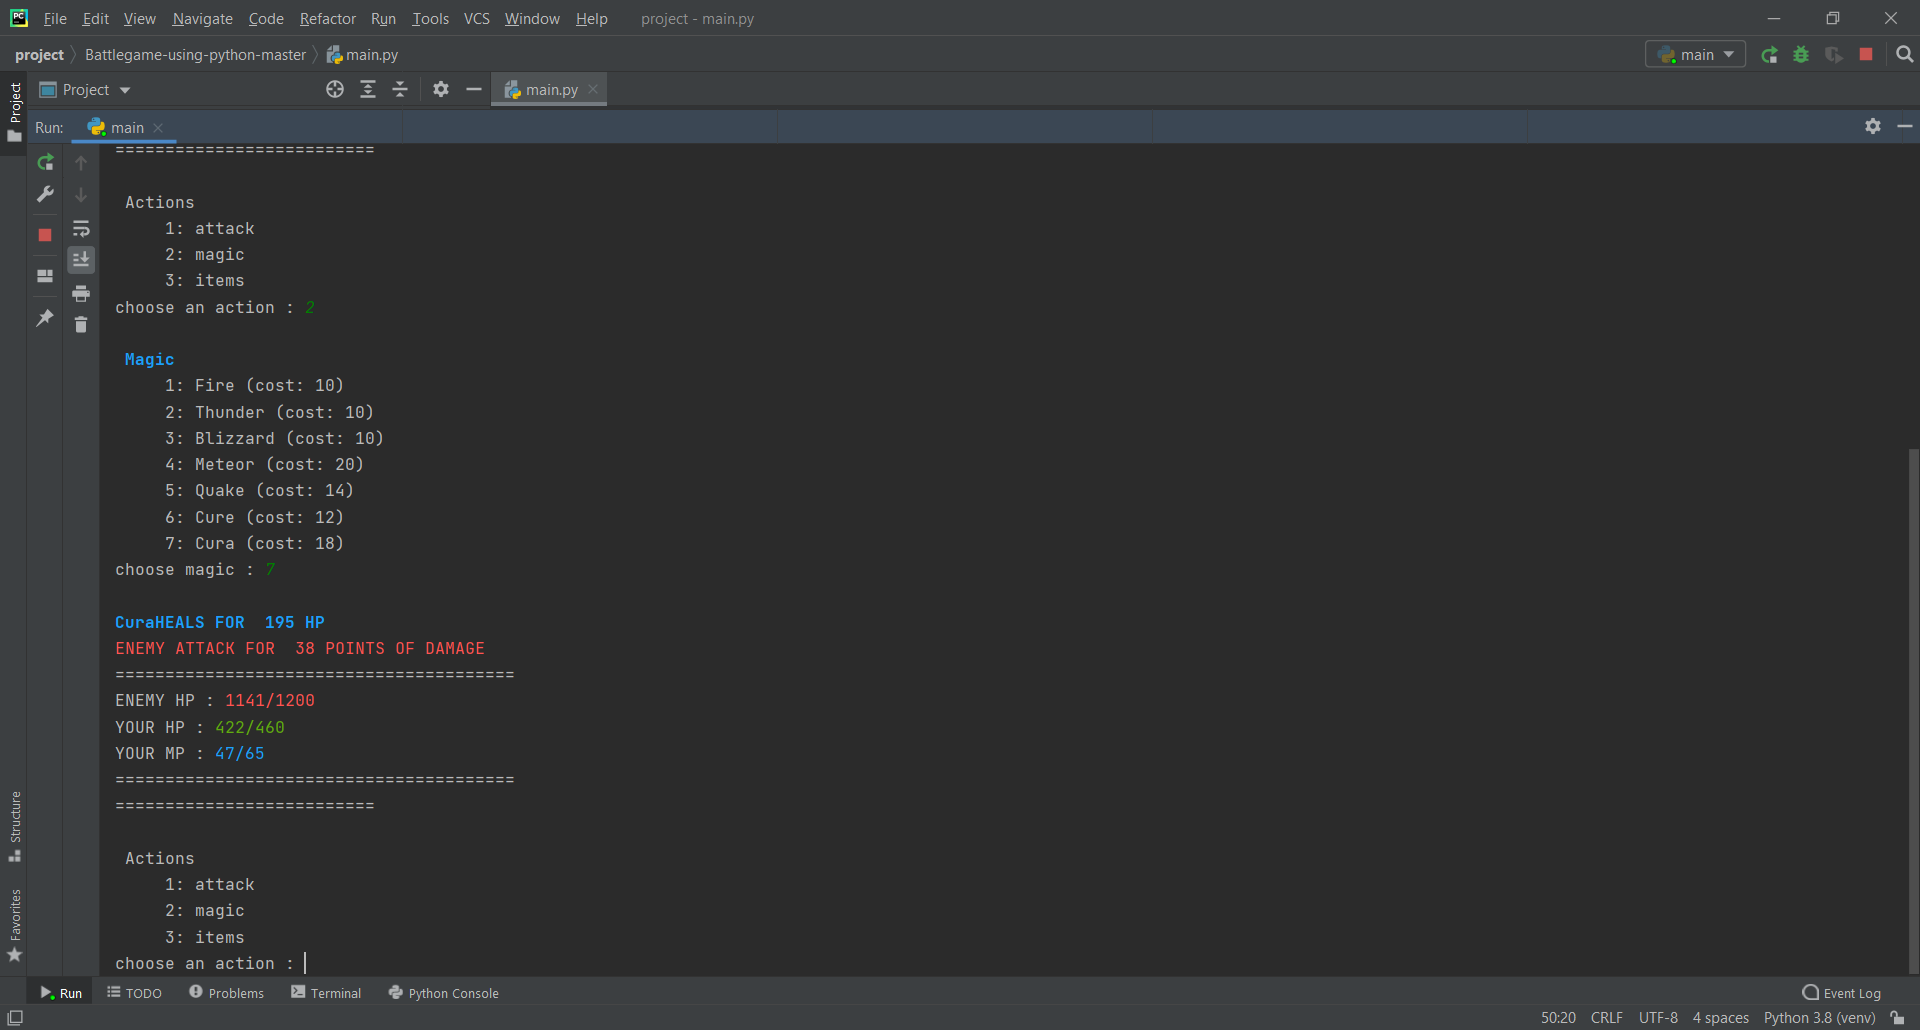 PC File Edit View Navigate Code Refactor Run Tools VCS Window Help project - main.py
project Battlegame-using-python-master main.py main
Project Project main.py
Run: main
==========================
Actions
1: attack
2: magic
3: items
choose an action : 2
Magic
1: Fire (cost: 10)
2: Thunder (cost: 10)
3: Blizzard (cost: 10)
4: Meteor (cost: 20)
5: Quake (cost: 14)
6: Cure (cost: 12)
7: Cura (cost: 18)
choose magic : 7
CuraHEALS FOR  195 HP
ENEMY ATTACK FOR  38 POINTS OF DAMAGE
========================================
ENEMY HP : 1141/1200
YOUR HP : 422/460
YOUR MP : 47/65
========================================
==========================
Actions
1: attack
2: magic
3: items
choose an action :
Structure
Favorites
Run TODO Problems Terminal Python Console Event Log
50:20 CRLF UTF-8 4 spaces Python 3.8 (venv)